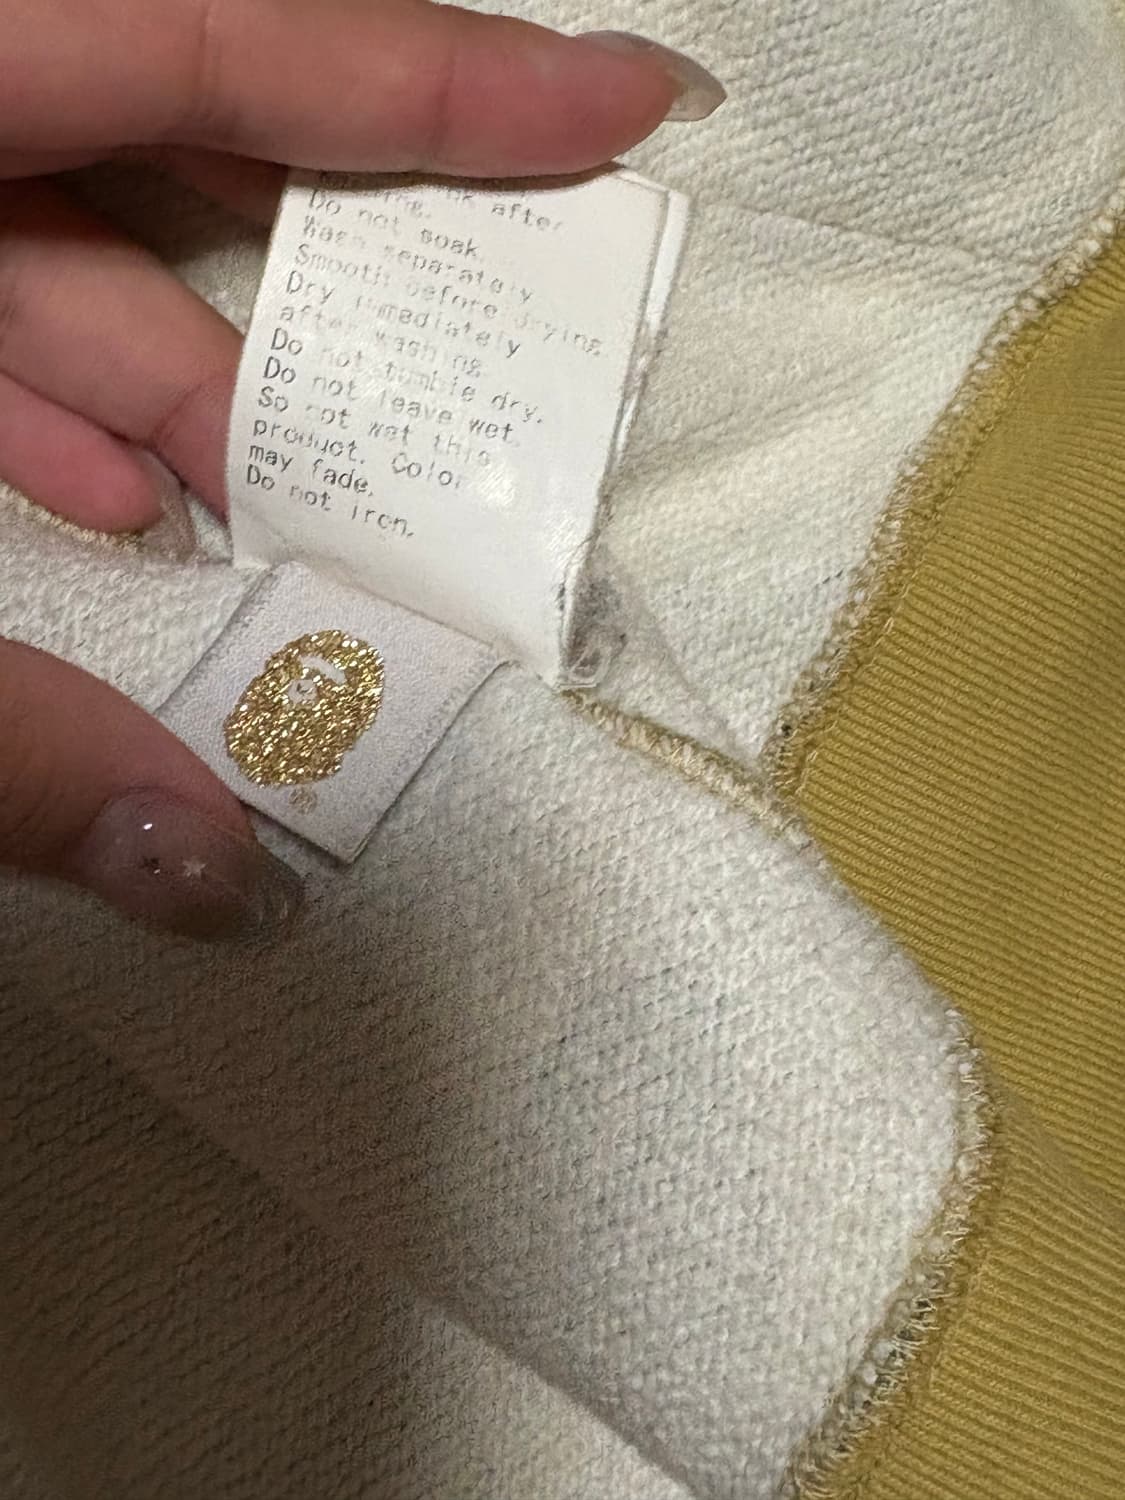 after
Do not soak.
Wash separately
Smooth before drying
Dry immediately
after washing.
Do not tumble dry.
Do not leave wet.
So not wet this
product. Color
may fade.
Do not iron.
®